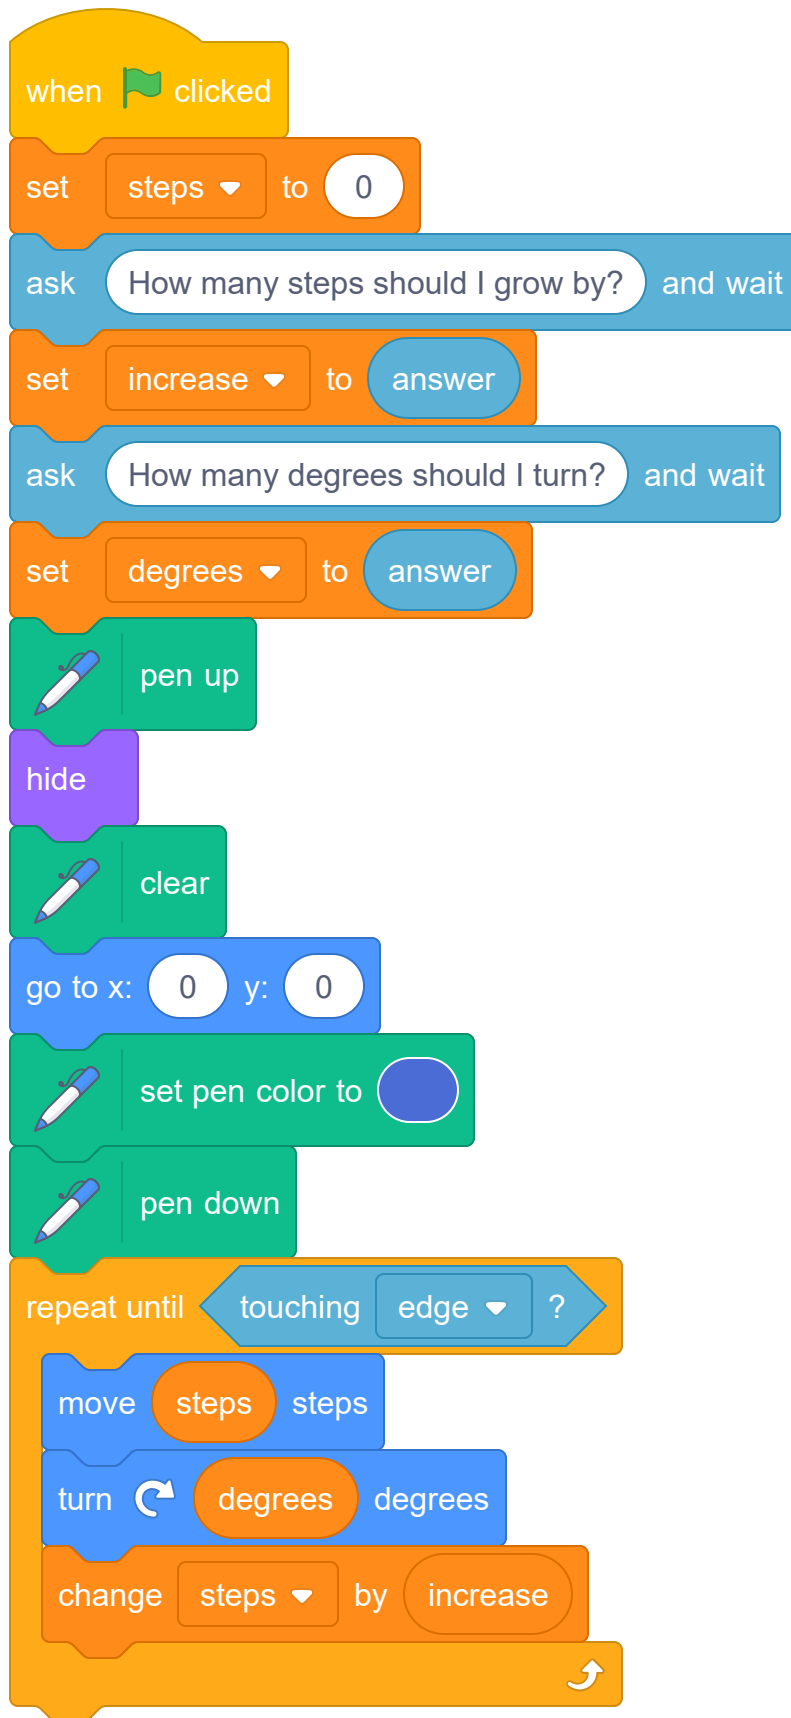 when clicked
set steps to 0
ask How many steps should I grow by? and wait
set increase to answer
ask How many degrees should I turn? and wait
set degrees to answer
pen up
hide
clear
go to x: 0 y: 0
set pen color to
pen down
repeat until touching edge ?
move steps steps
turn degrees degrees
change steps by increase